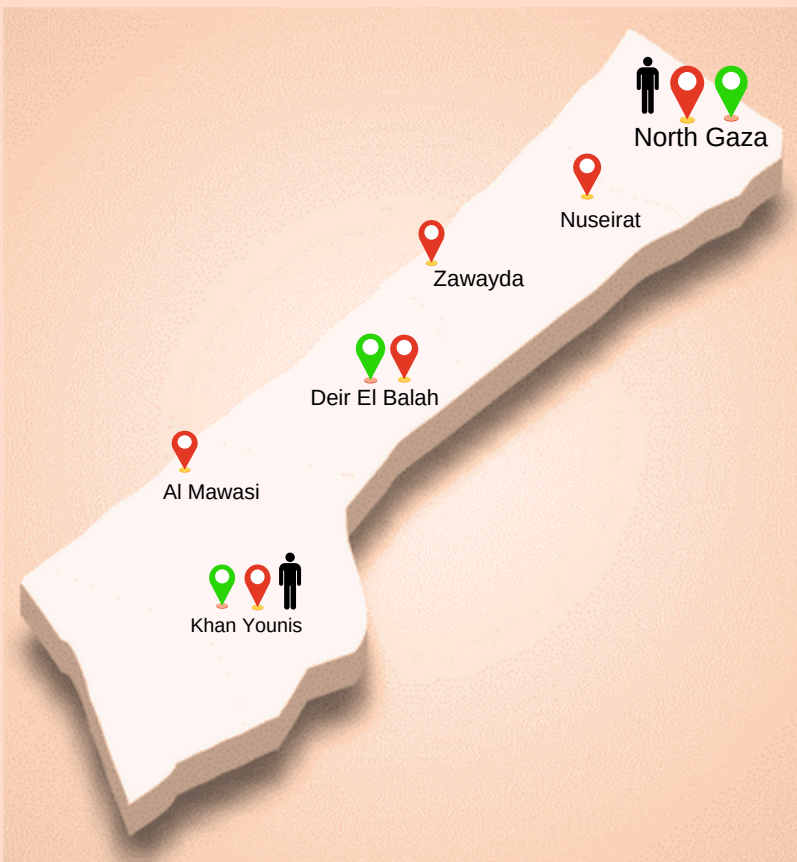 North Gaza
Nuseirat
Zawayda
Deir El Balah
Al Mawasi
Khan Younis